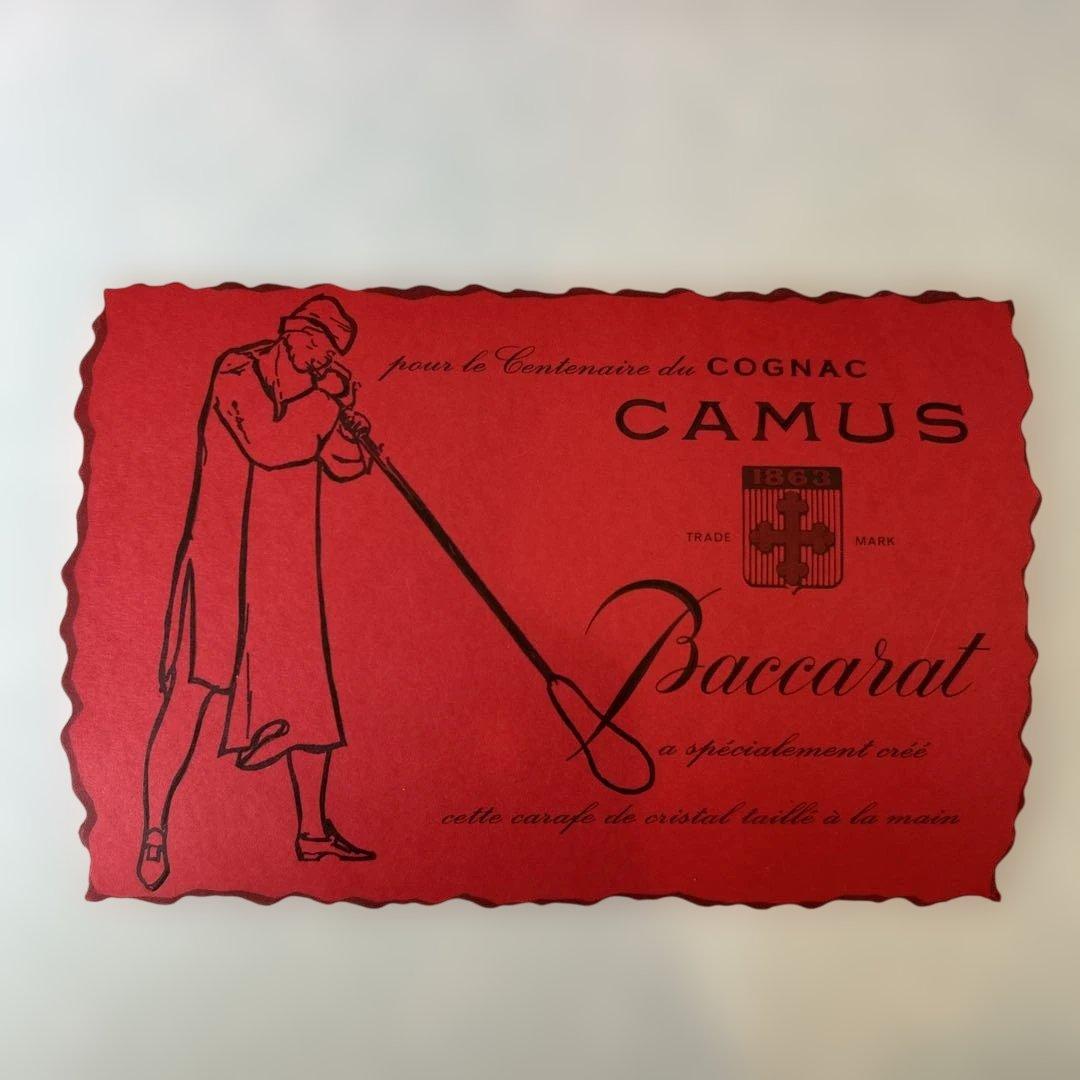 pour le Centenaire du COGNAC
CAMUS
1863
TRADE MARK
Baccarat
a spécialement créé
cette carafe de cristal taillé à la main